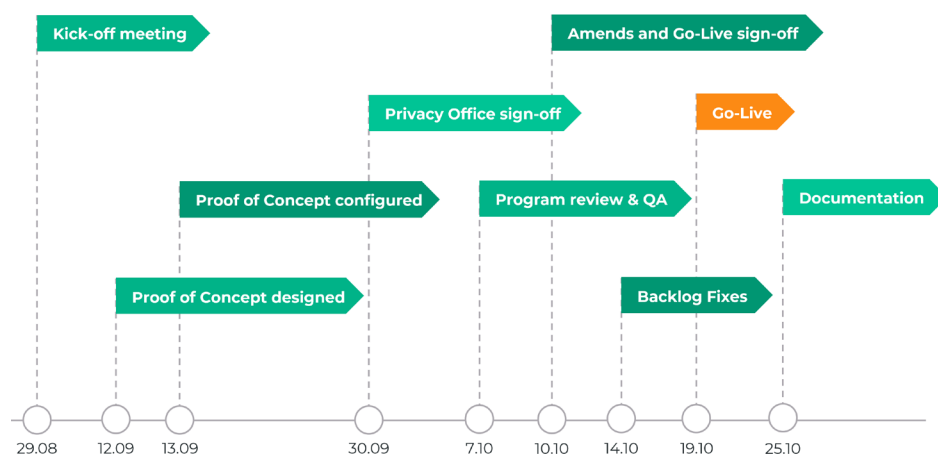 Kick-off meeting
Amends and Go-Live sign-off
Privacy Office sign-off
Go-Live
Proof of Concept configured
Program review & QA
Documentation
Proof of Concept designed
Backlog Fixes
29.08
12.09
13.09
30.09
7.10
10.10
14.10
19.10
25.10